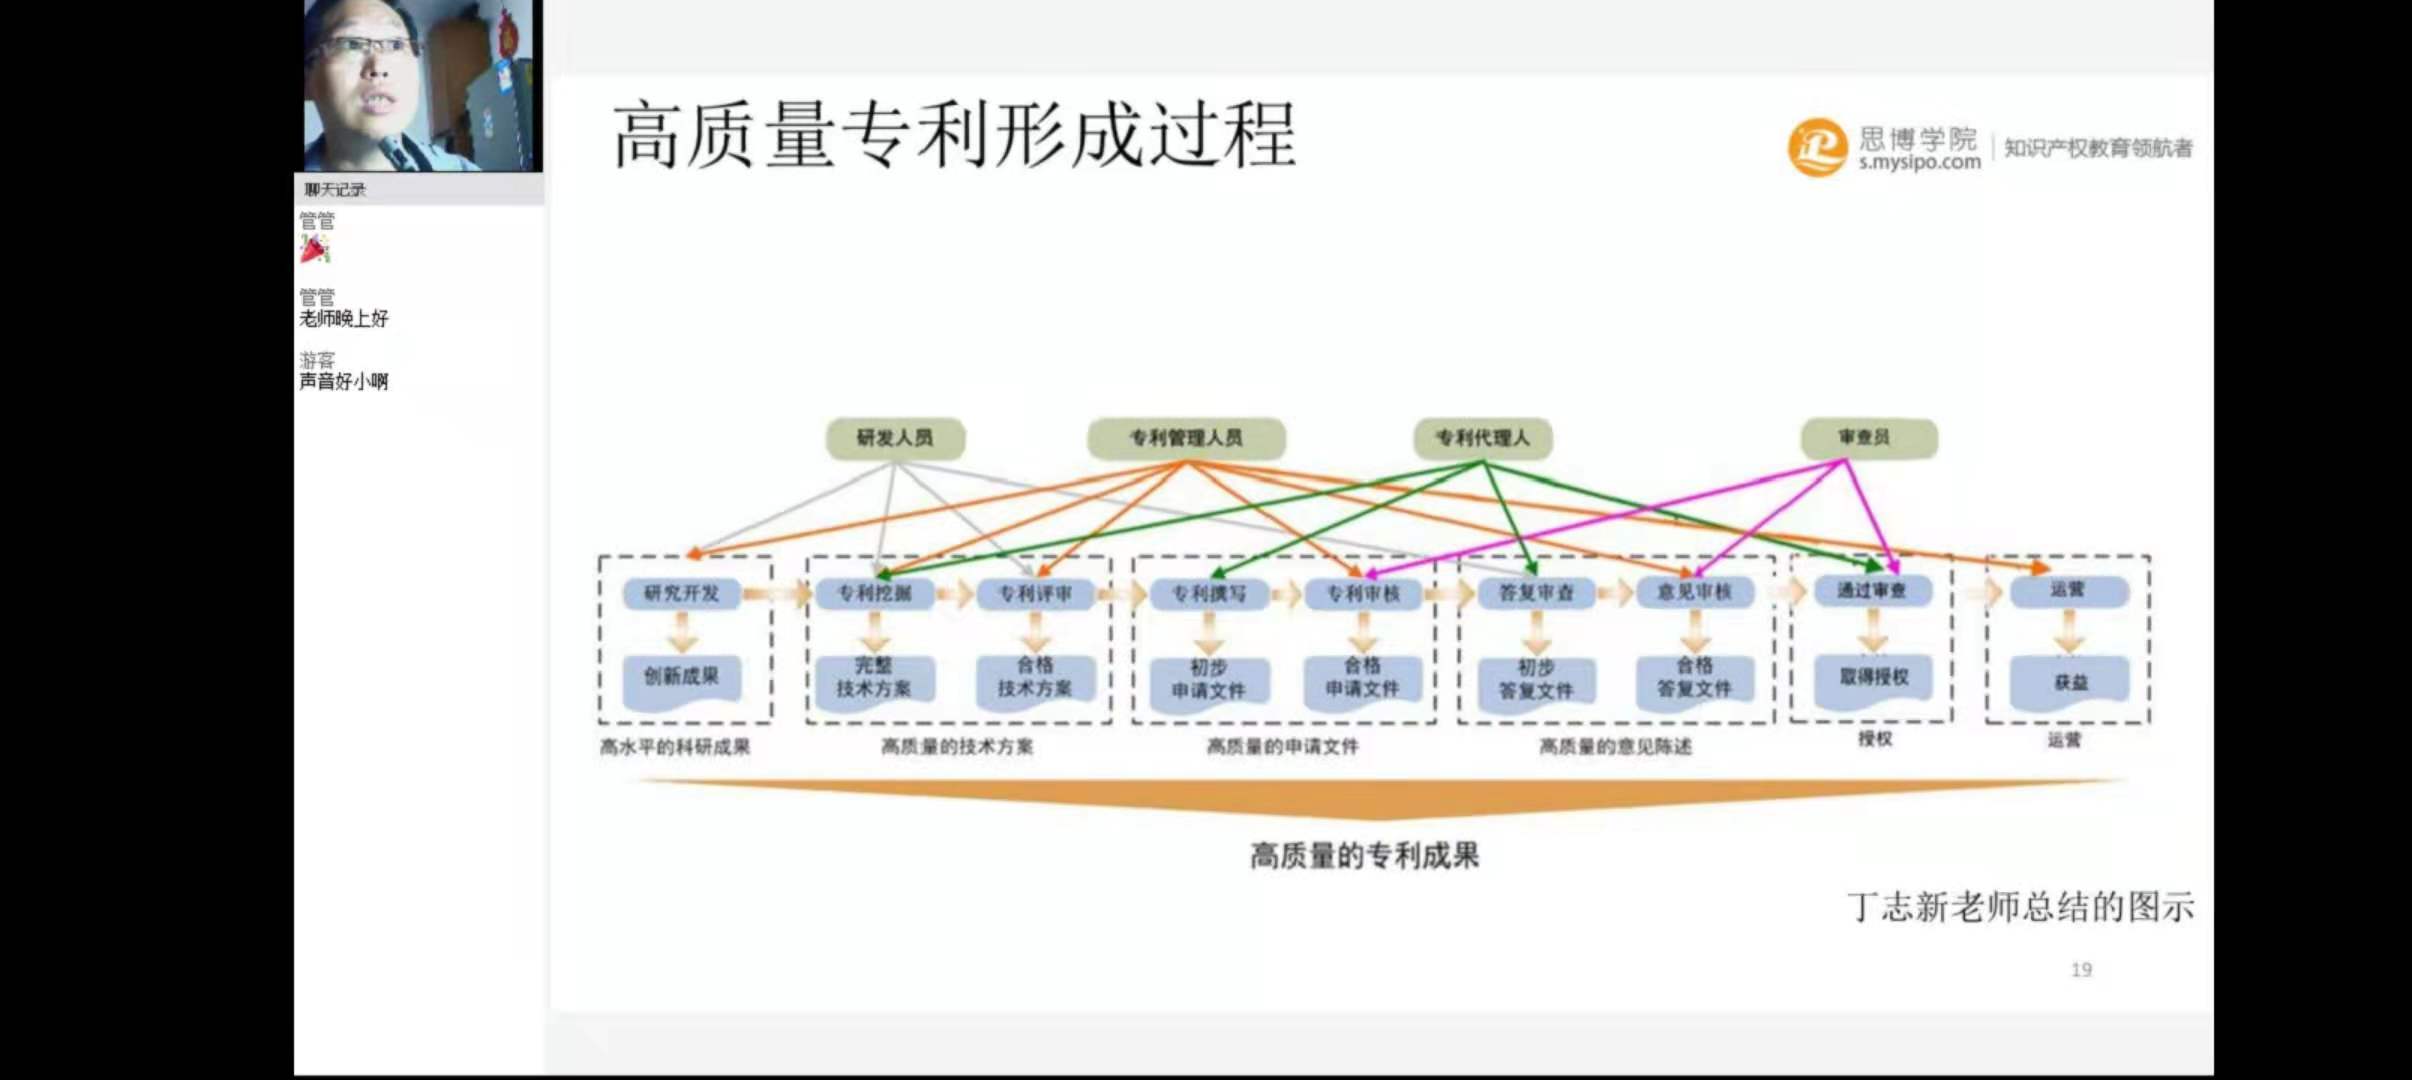 聊天记录
管管
管管
老师晚上好
游客
声音好小啊
高质量专利形成过程
思博学院
s.mysipo.com
知识产权教育领航者
研发人员
专利管理人员
专利代理人
审查员
研究开发
专利挖掘
专利评审
专利撰写
专利审核
答复审查
意见审核
通过审查
运营
创新成果
完整
技术方案
合格
技术方案
初步
申请文件
合格
申请文件
初步
答复文件
合格
答复文件
取得授权
获益
高水平的科研成果
高质量的技术方案
高质量的申请文件
高质量的意见陈述
授权
运营
高质量的专利成果
丁志新老师总结的图示
19